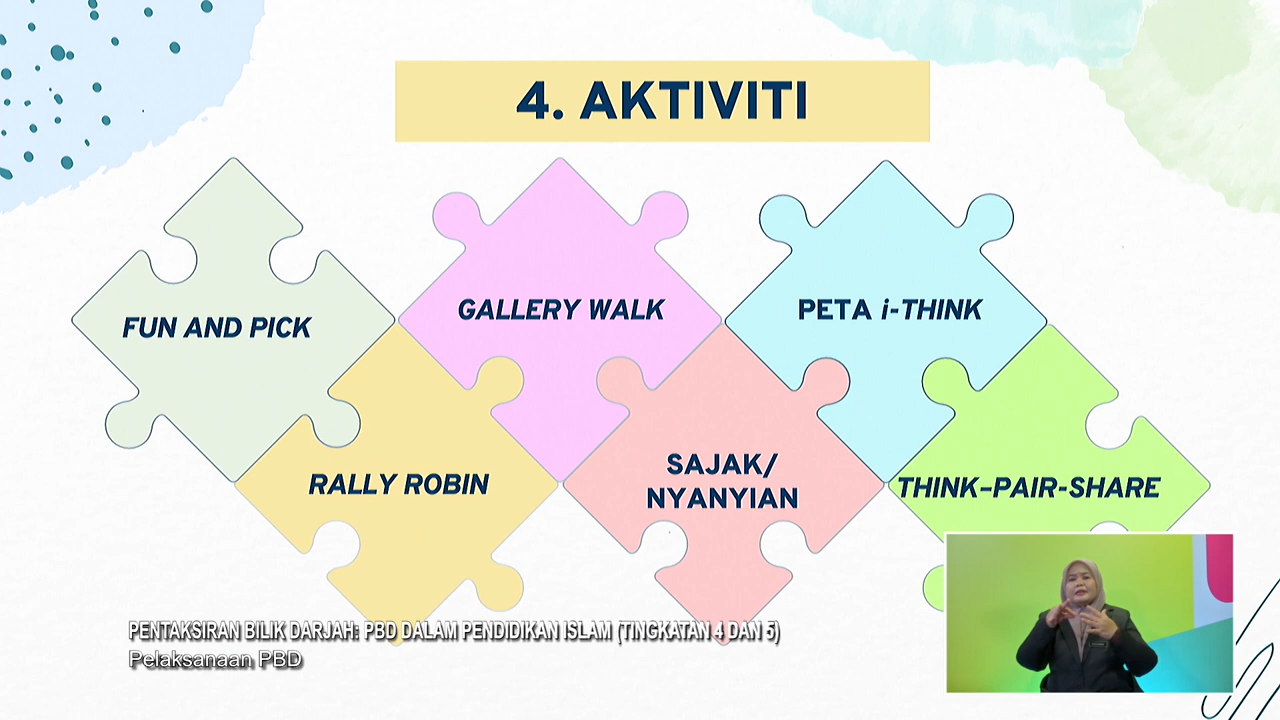 4. AKTIVITI
FUN AND PICK
GALLERY WALK
PETA i-THINK
RALLY ROBIN
SAJAK/
NYANYIAN
THINK-PAIR-SHARE
PENTAKSIRAN BILIK DARJAH: PBD DALAM PENDIDIKAN ISLAM (TINGKATAN 4 DAN 5)
Pelaksanaan PBD